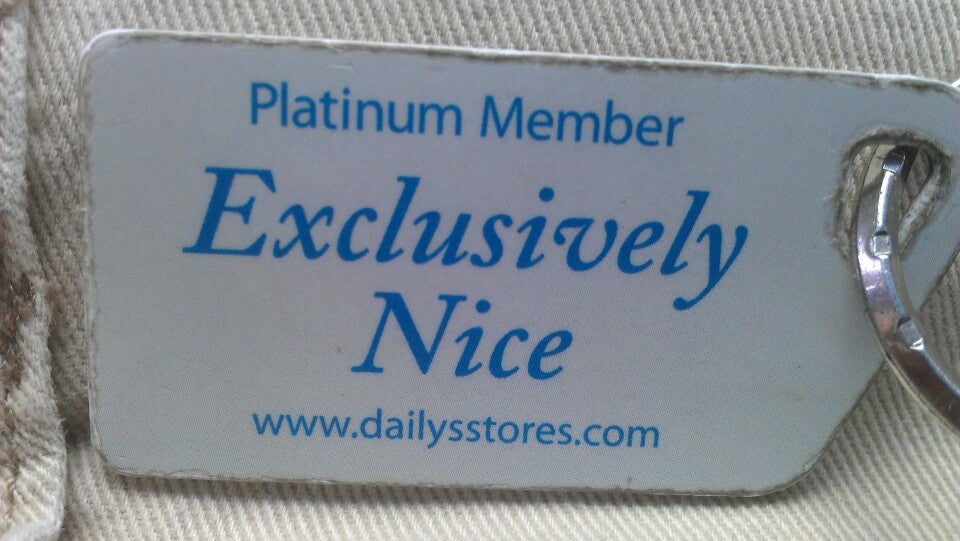 Platinum Member
Exclusively
Nice
www.dailysstores.com